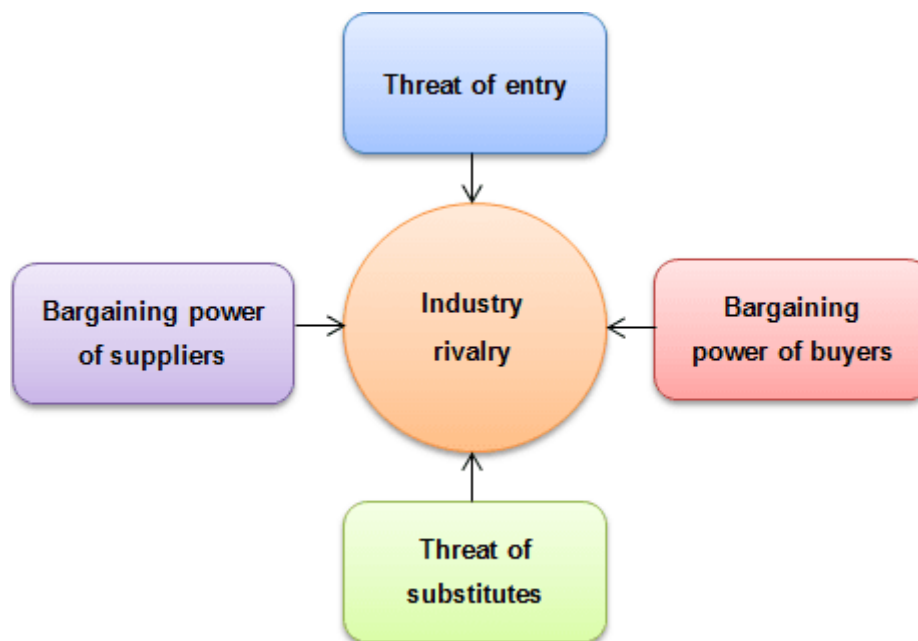 Threat of entry
Bargaining power
of suppliers
Industry
rivalry
Bargaining
power of buyers
Threat of
substitutes